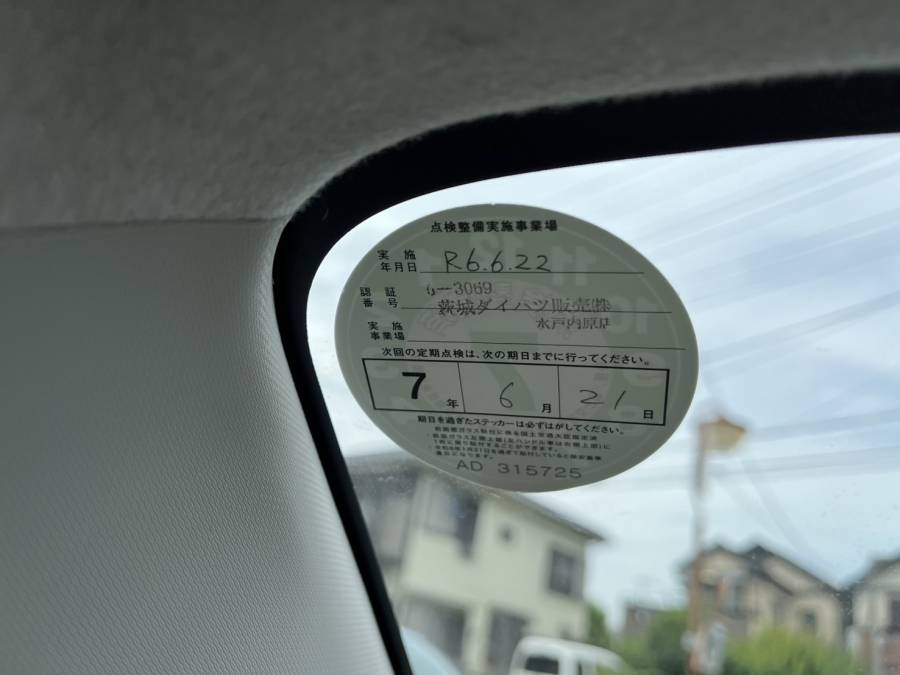 点検整備実施事業場
実施
年月日 R6.6.22
認証
番号 6-3069
茨城ダイハツ販売㈱
水戸内原店
実施
事業場
次回の定期点検は、次の期日までに行ってください。
7年 6月 21日
期日を過ぎたステッカーは必ずはがしてください。
AD 315725